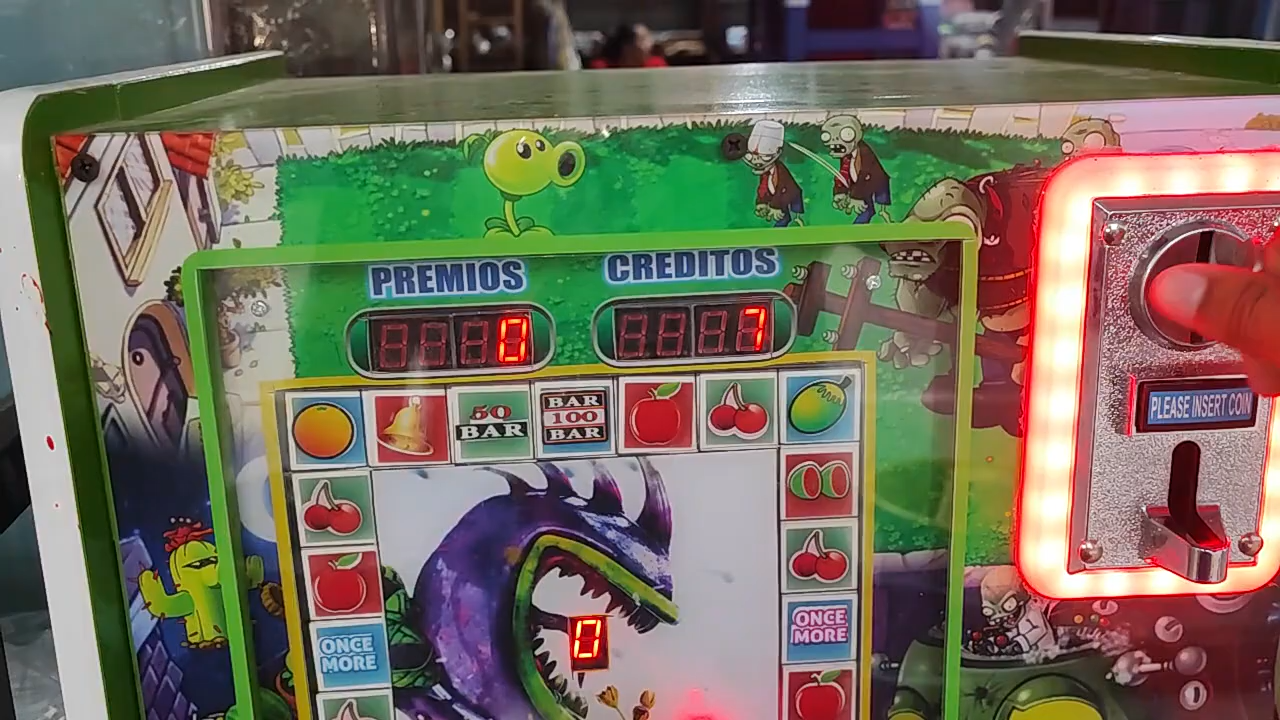 PREMIOS
CREDITOS
0
7
50
BAR
BAR
100
BAR
PLEASE INSERT COIN
ONCE
MORE
0
ONCE
MORE